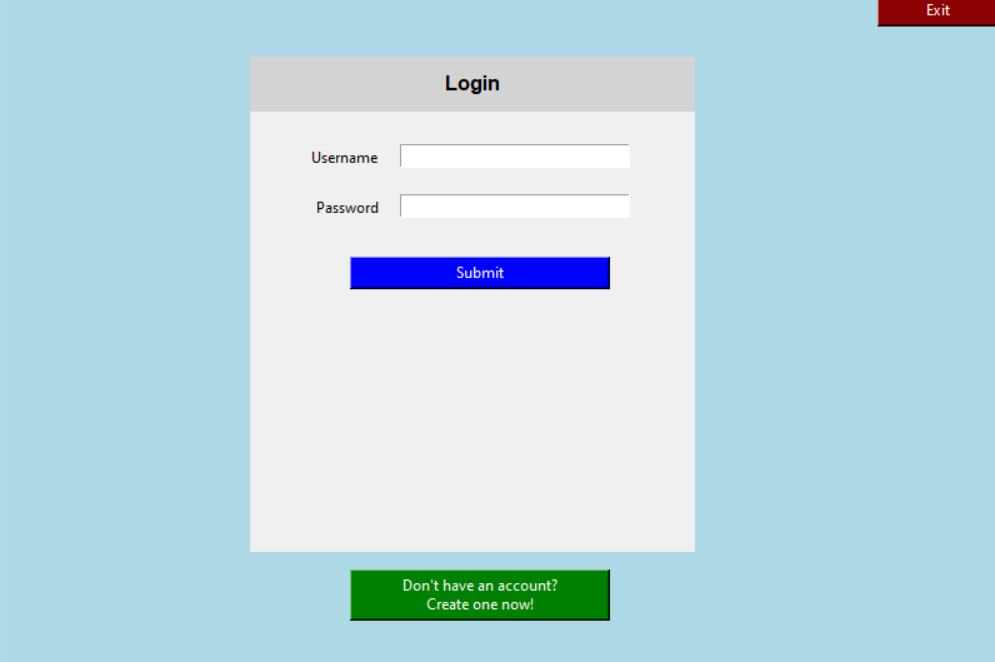 Exit
Login
Username
Password
Submit
Don't have an account?
Create one now!